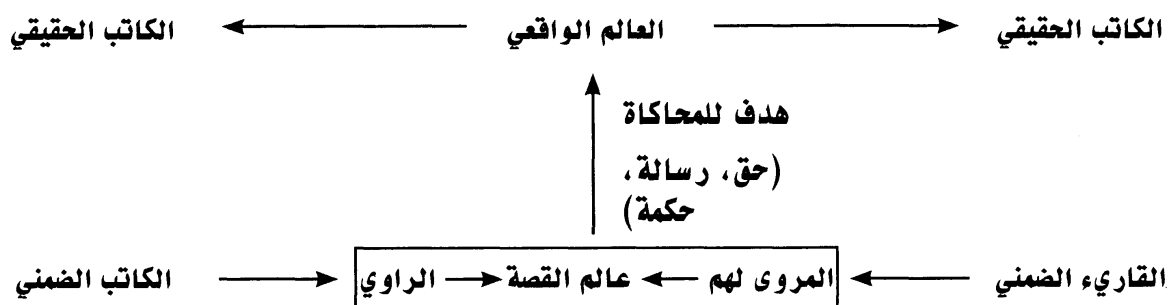 الكاتب الحقيقي العالم الواقعي الكاتب الحقيقي
هدف للمحاكاة
(حق، رسالة،
حكمة)
القاريء الضمني المروى لهم عالم القصة الراوي الكاتب الضمني